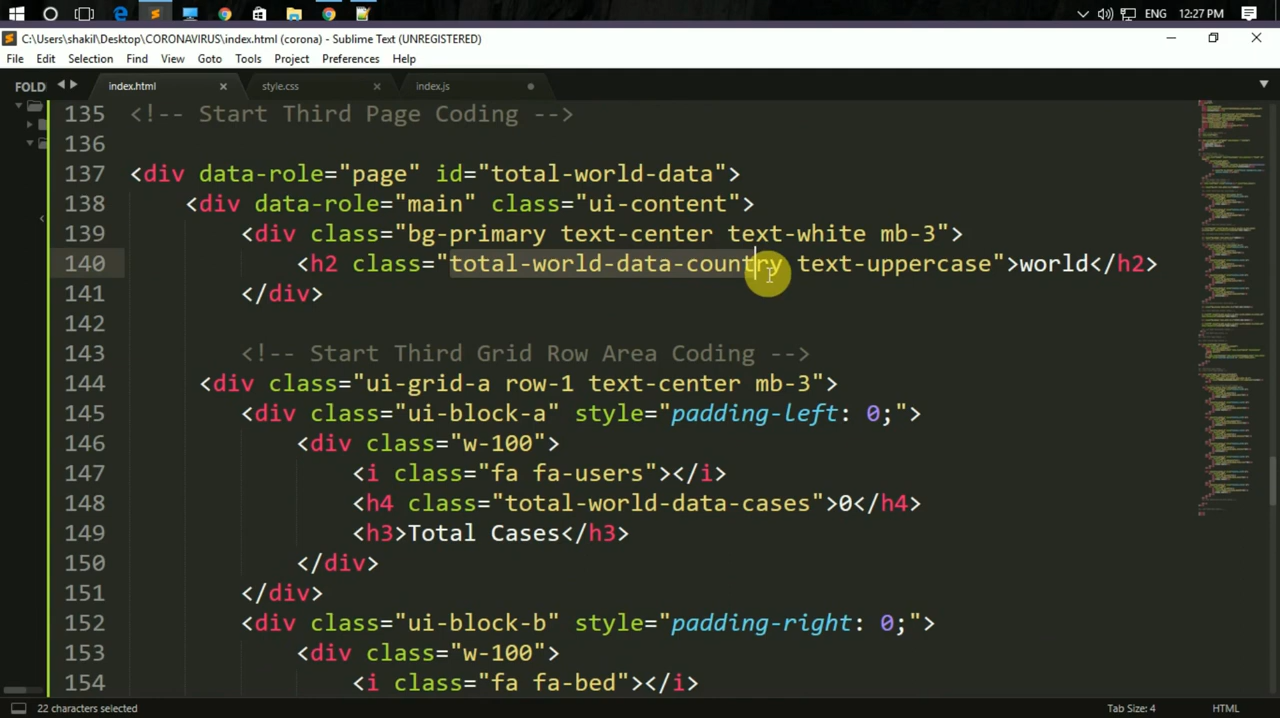 ENG 12:27 PM
C:\Users\shakil\Desktop\CORONAVIRUS\index.html (corona) - Sublime Text (UNREGISTERED)
File Edit Selection Find View Goto Tools Project Preferences Help
FOLD index.html style.css index.js
135 <!-- Start Third Page Coding -->
136
137 <div data-role="page" id="total-world-data">
138 <div data-role="main" class="ui-content">
139 <div class="bg-primary text-center text-white mb-3">
140 <h2 class="total-world-data-country text-uppercase">world</h2>
141 </div>
142
143 <!-- Start Third Grid Row Area Coding -->
144 <div class="ui-grid-a row-1 text-center mb-3">
145 <div class="ui-block-a" style="padding-left: 0;">
146 <div class="w-100">
147 <i class="fa fa-users"></i>
148 <h4 class="total-world-data-cases">0</h4>
149 <h3>Total Cases</h3>
150 </div>
151 </div>
152 <div class="ui-block-b" style="padding-right: 0;">
153 <div class="w-100">
154 <i class="fa fa-bed"></i>
22 characters selected Tab Size: 4 HTML